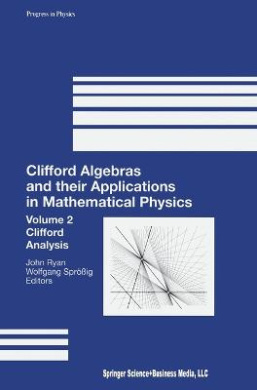 Progress in Physics
Clifford Algebras
and their Applications
in Mathematical Physics
Volume 2
Clifford
Analysis
John Ryan
Wolfgang Sprößig
Editors
Springer Science+Business Media, LLC